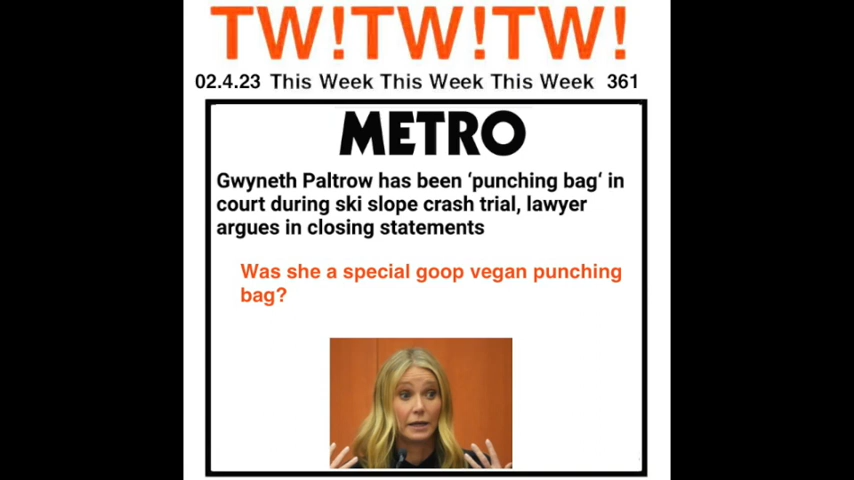 TW!TW!TW!
02.4.23 This Week This Week This Week 361
METRO
Gwyneth Paltrow has been ‘punching bag‘ in
court during ski slope crash trial, lawyer
argues in closing statements
Was she a special goop vegan punching
bag?